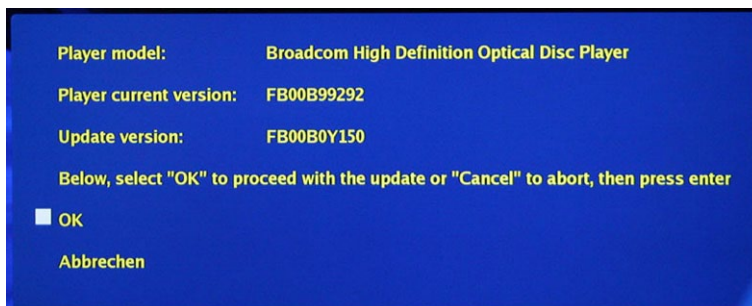 Player model: Broadcom High Definition Optical Disc Player
Player current version: FB00B99292
Update version: FB00B0Y150
Below, select "OK" to proceed with the update or "Cancel" to abort, then press enter
OK
Abbrechen